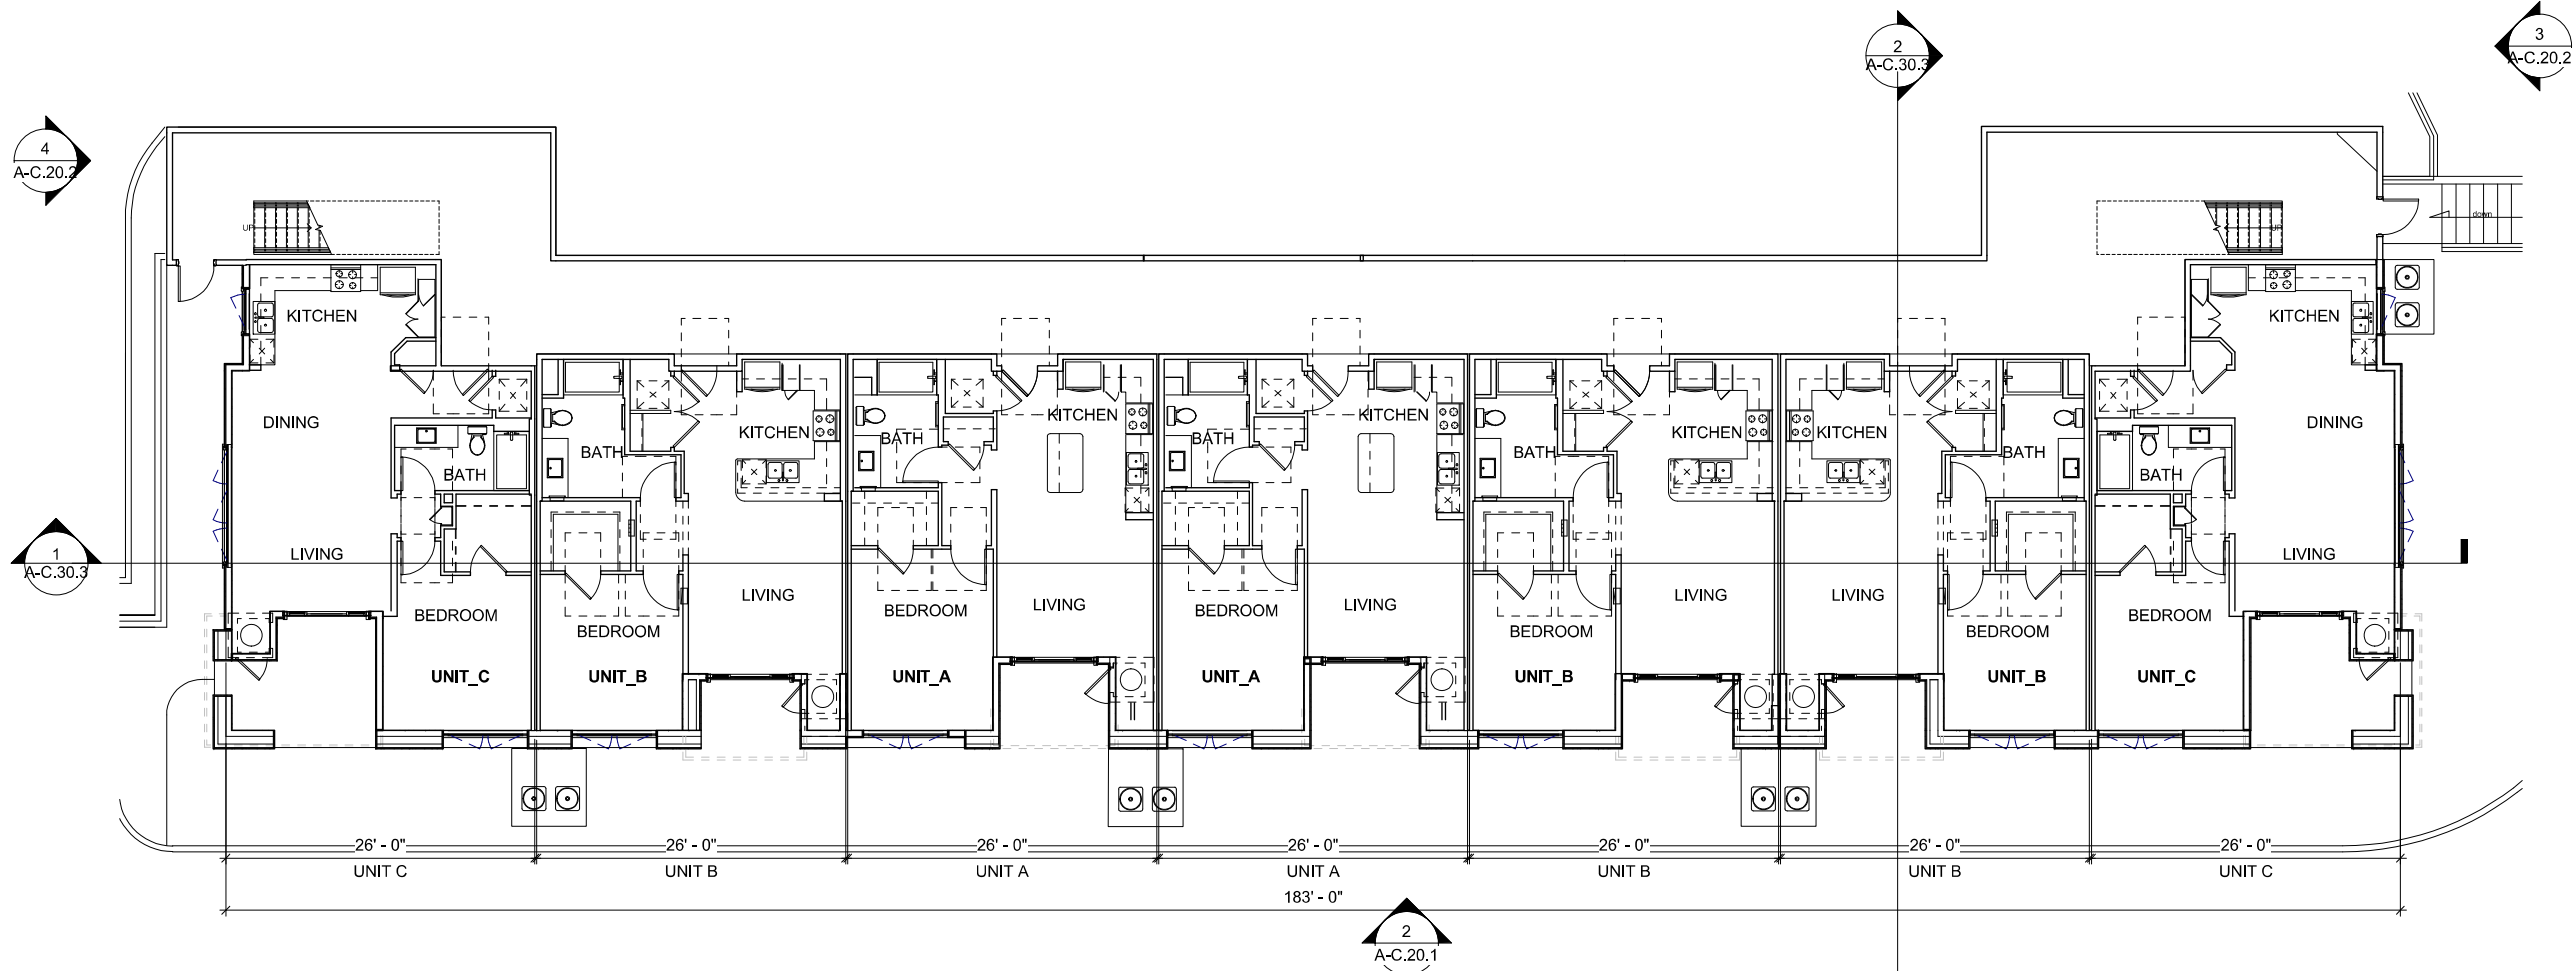 2
A-C.30.3
3
A-C.20.2
4
A-C.20.2
UP
UP
down
KITCHEN
KITCHEN
DINING
KITCHEN
KITCHEN
KITCHEN
KITCHEN
KITCHEN
DINING
BATH
BATH
BATH
BATH
BATH
BATH
BATH
1
A-C.30.3
LIVING
LIVING
LIVING
LIVING
LIVING
LIVING
LIVING
BEDROOM
BEDROOM
BEDROOM
BEDROOM
BEDROOM
BEDROOM
BEDROOM
UNIT_C
UNIT_B
UNIT_A
UNIT_A
UNIT_B
UNIT_B
UNIT_C
26' - 0"
26' - 0"
26' - 0"
26' - 0"
26' - 0"
26' - 0"
26' - 0"
UNIT C
UNIT B
UNIT A
UNIT A
UNIT B
UNIT B
UNIT C
183' - 0"
2
A-C.20.1